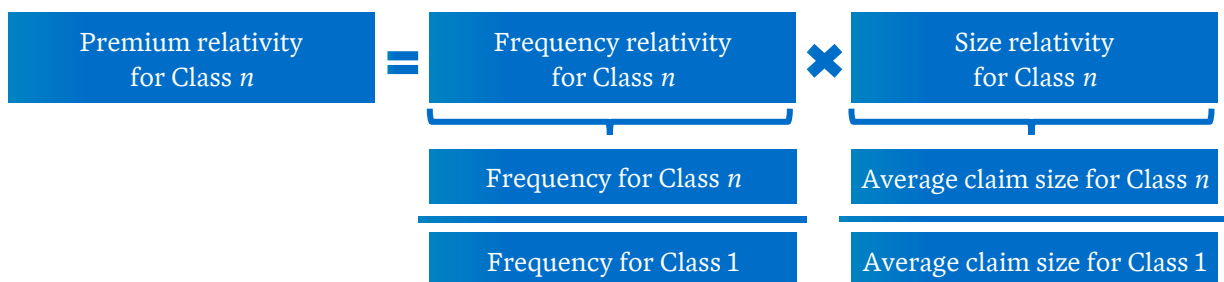 Premium relativity
for Class n
=
Frequency relativity
for Class n
×
Size relativity
for Class n
Frequency for Class n
Average claim size for Class n
Frequency for Class 1
Average claim size for Class 1